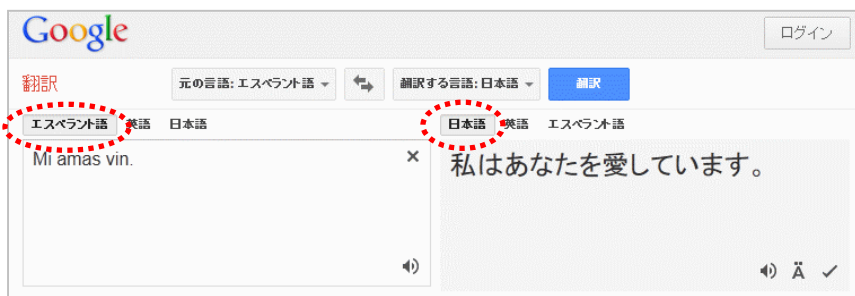 Google
ログイン
翻訳 元の言語: エスペラント語 翻訳する言語: 日本語 翻訳
エスペラント語 英語 日本語 日本語 英語 エスペラント語
Mi amas vin. × 私はあなたを愛しています。
Ä